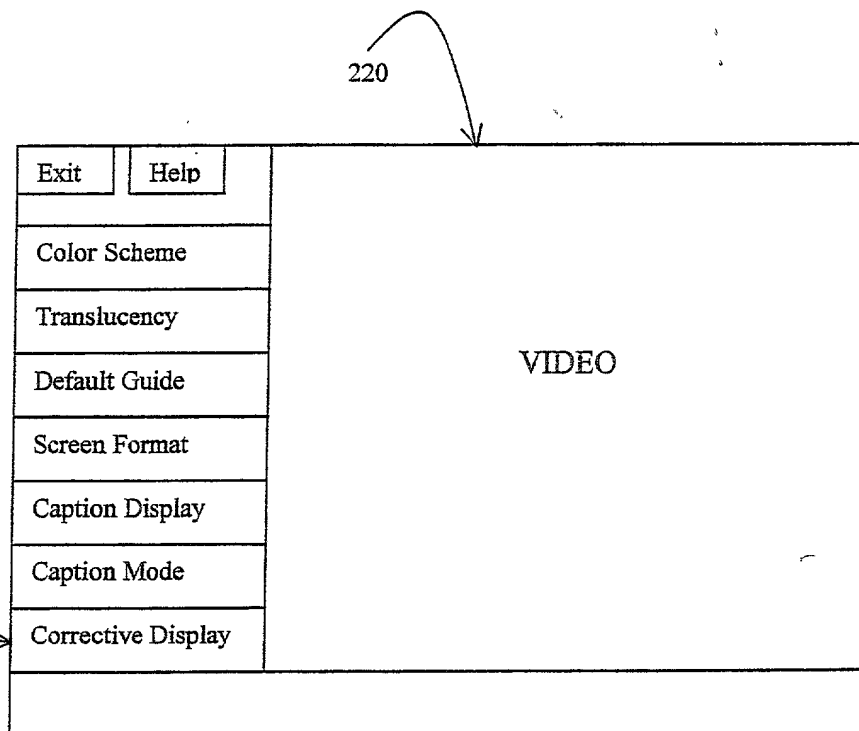 220
Exit Help
Color Scheme
Translucency
VIDEO
Default Guide
Screen Format
Caption Display
Caption Mode
Corrective Display